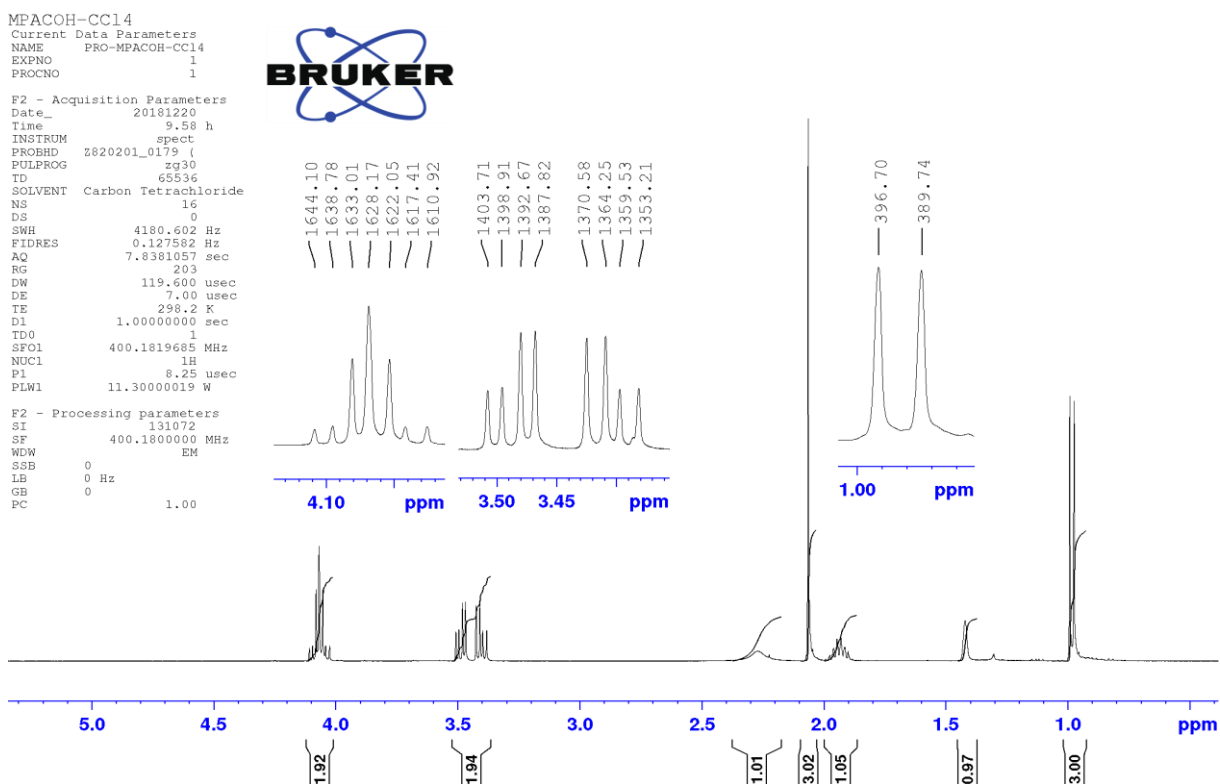 MPACOH-CC14
Current Data Parameters
NAME PRO-MPACOH-CC14
EXPNO 1
PROCNO 1
F2 - Acquisition Parameters
Date_ 20181220
Time 9.58 h
INSTRUM spect
PROBHD Z820201_0179 (
PULPROG zg30
TD 65536
SOLVENT Carbon Tetrachloride
NS 16
DS 0
SWH 4180.602 Hz
FIDRES 0.127582 Hz
AQ 7.8381057 sec
RG 203
DW 119.600 usec
DE 7.00 usec
TE 298.2 K
D1 1.00000000 sec
TD0 1
SFO1 400.1819685 MHz
NUC1 1H
P1 8.25 usec
PLW1 11.30000019 W
F2 - Processing parameters
SI 131072
SF 400.1800000 MHz
WDW EM
SSB 0
LB 0 Hz
GB 0
PC 1.00
BRUKER
1644.10
1638.78
1633.01
1628.17
1622.05
1617.41
1610.92
1403.71
1398.91
1392.67
1387.82
1370.58
1364.25
1359.53
1353.21
396.70
389.74
4.10 ppm
3.50 3.45 ppm
1.00 ppm
5.0 4.5 4.0 3.5 3.0 2.5 2.0 1.5 1.0 ppm
1.92
1.94
1.01
3.02
1.05
0.97
3.00